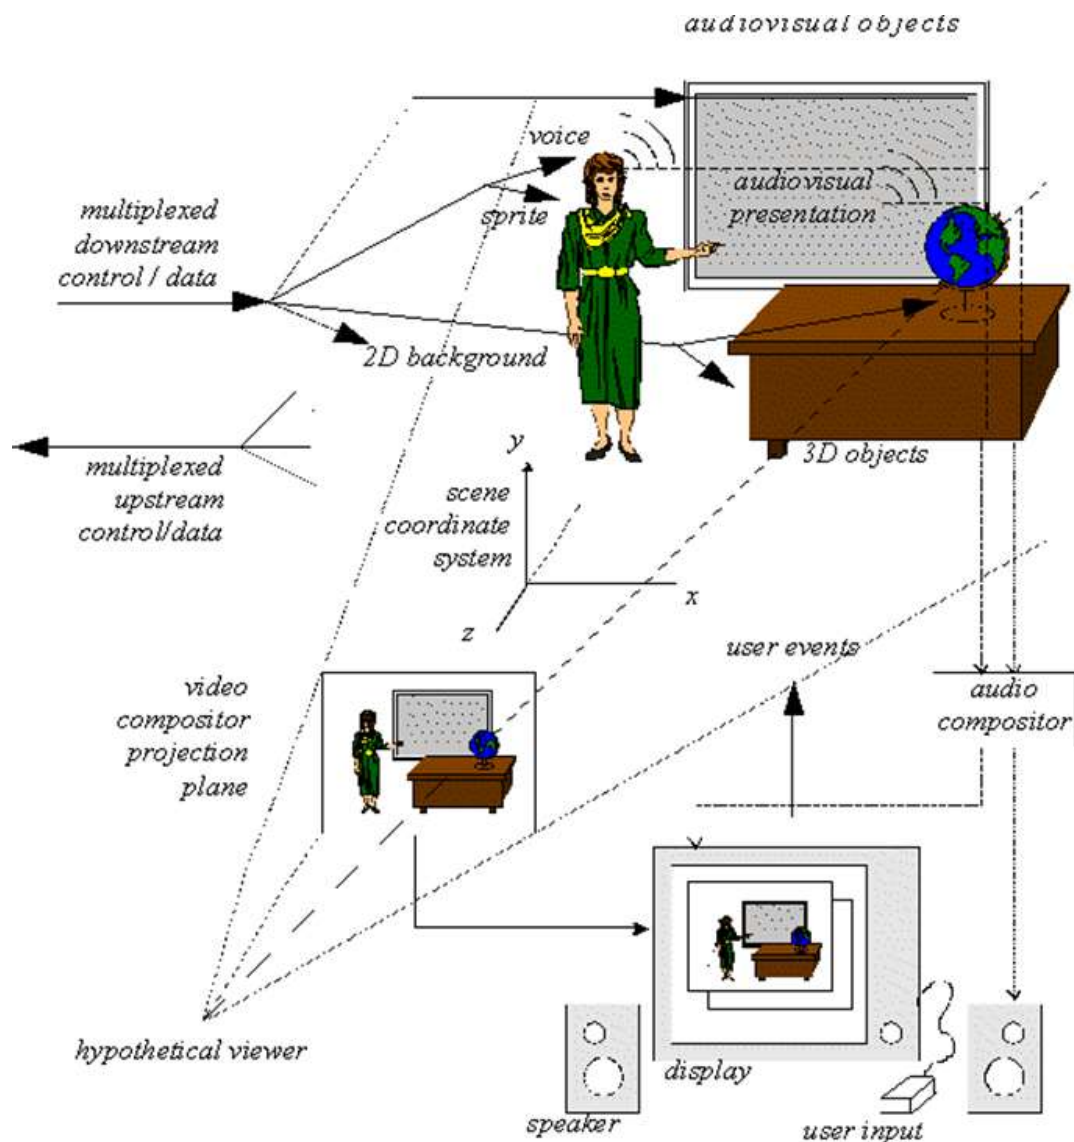 audiovisual objects
voice
sprite
audiovisual
presentation
multiplexed
downstream
control / data
2D background
3D objects
multiplexed
upstream
control/data
y
scene
coordinate
system
x
z
user events
video
compositor
projection
plane
audio
compositor
hypothetical viewer
display
speaker
user input